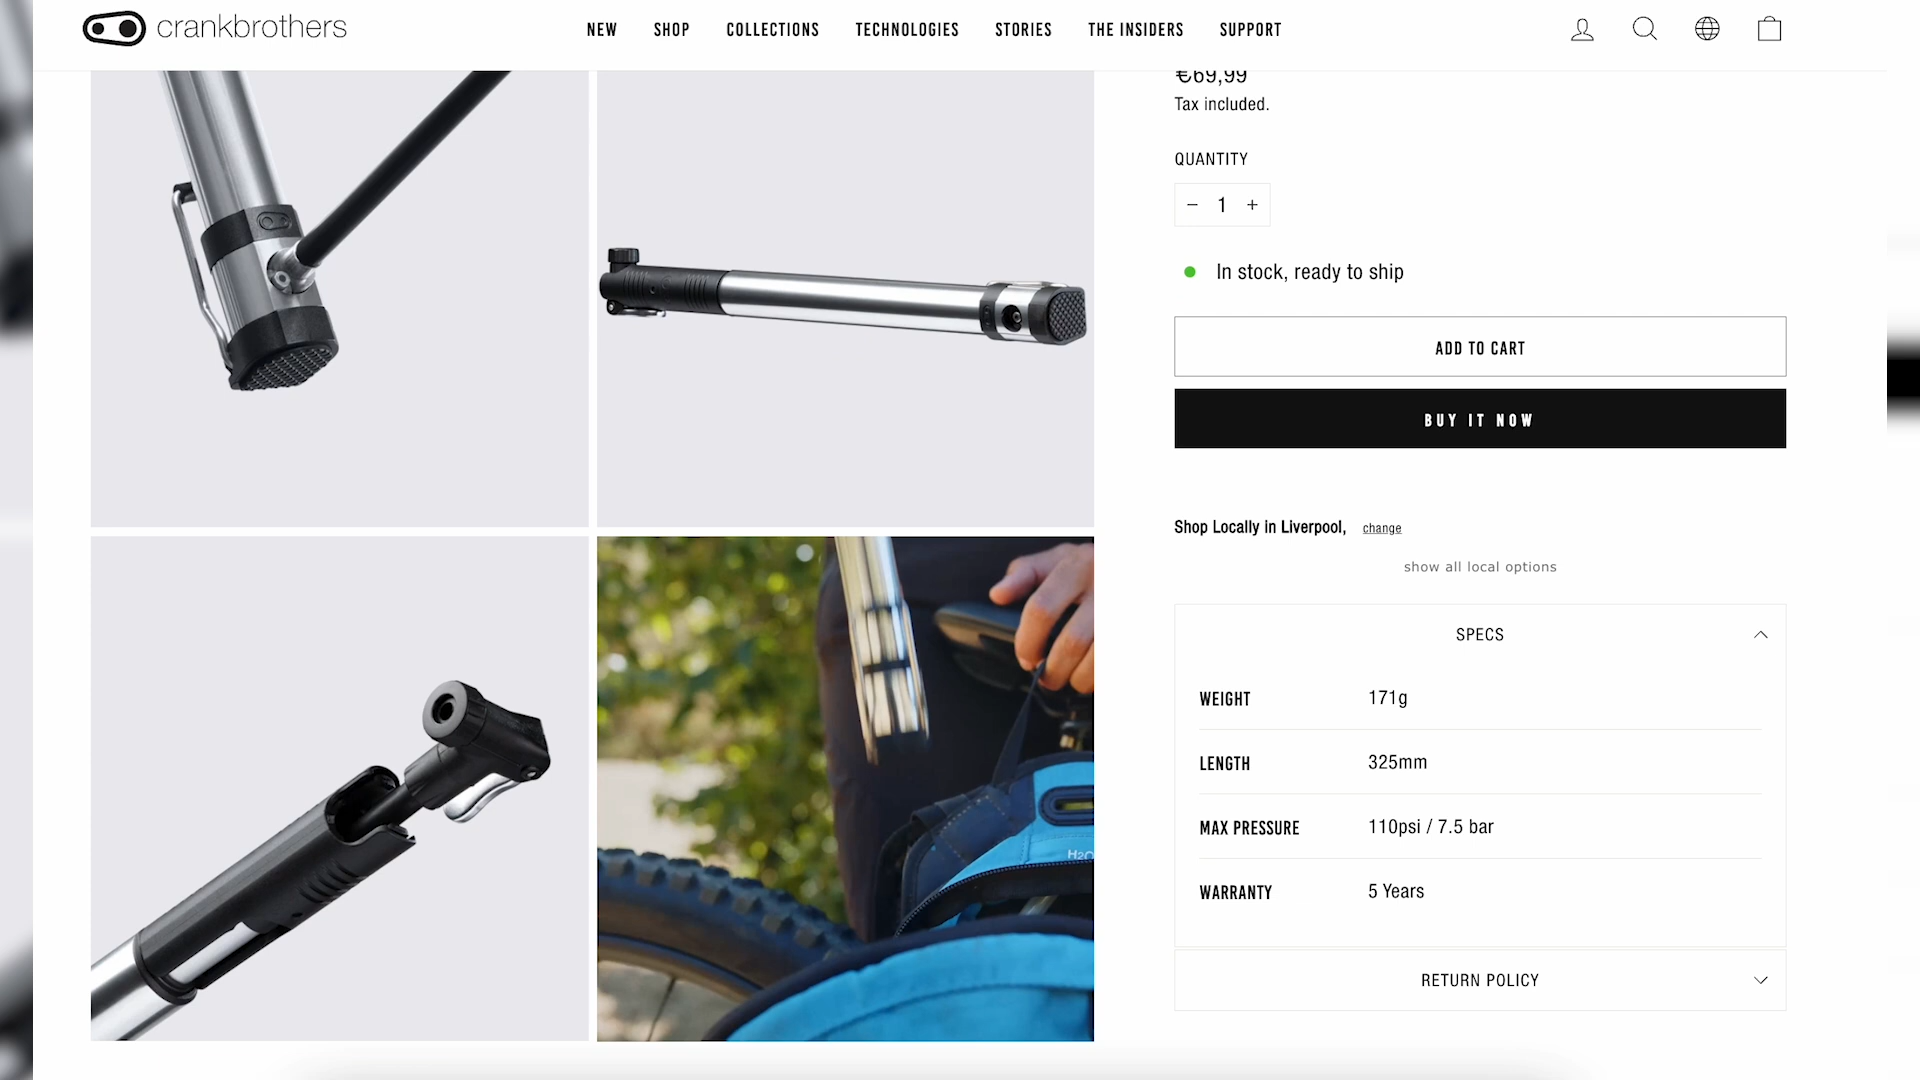 crankbrothers
NEW SHOP COLLECTIONS TECHNOLOGIES STORIES THE INSIDERS SUPPORT
€69,99
Tax included.
QUANTITY
− 1 +
In stock, ready to ship
ADD TO CART
BUY IT NOW
Shop Locally in Liverpool, change
show all local options
SPECS
WEIGHT 171g
LENGTH 325mm
MAX PRESSURE 110psi / 7.5 bar
WARRANTY 5 Years
RETURN POLICY
H2O